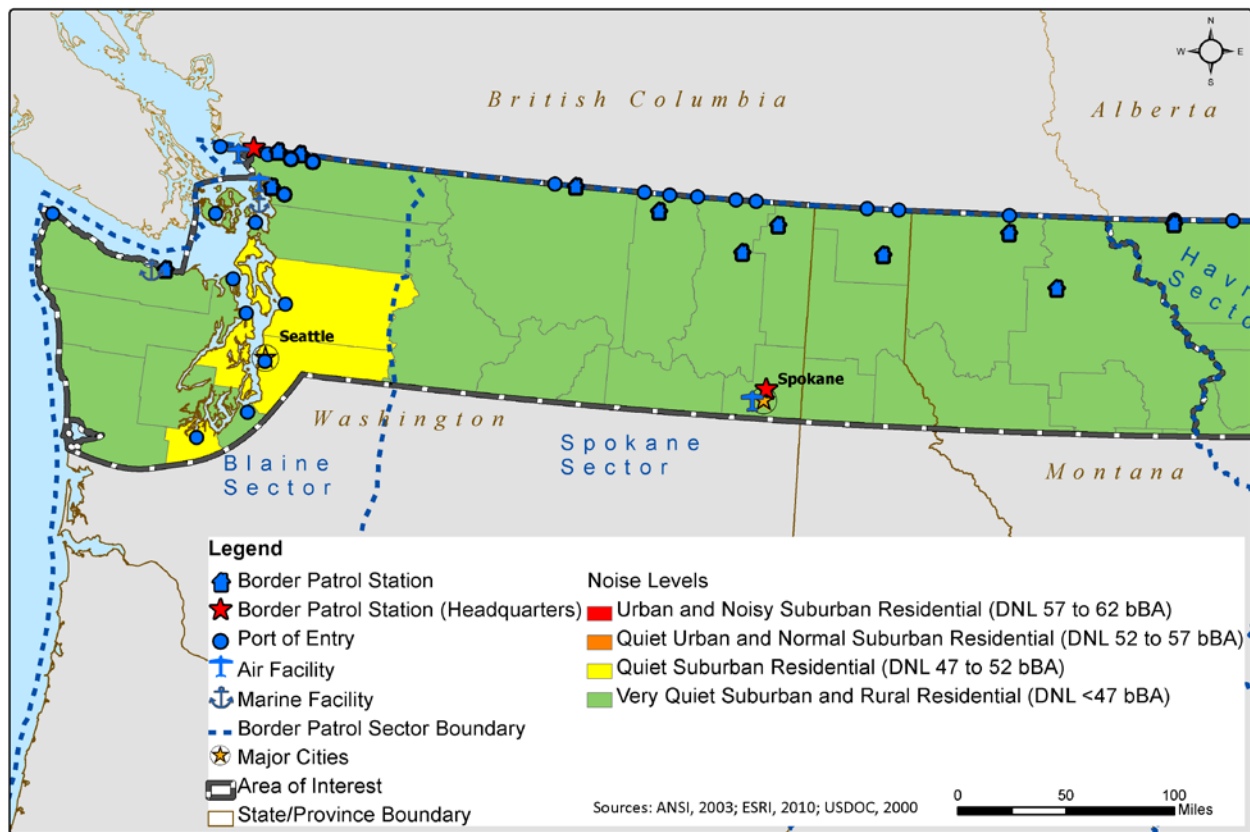 N
W E
S
British Columbia
Alberta
Seattle
Spokane
Washington
Blaine
Sector
Spokane
Sector
Montana
Havr
Secto
Legend
Border Patrol Station
Border Patrol Station (Headquarters)
Port of Entry
Air Facility
Marine Facility
Border Patrol Sector Boundary
Major Cities
Area of Interest
State/Province Boundary
Noise Levels
Urban and Noisy Suburban Residential (DNL 57 to 62 bBA)
Quiet Urban and Normal Suburban Residential (DNL 52 to 57 bBA)
Quiet Suburban Residential (DNL 47 to 52 bBA)
Very Quiet Suburban and Rural Residential (DNL <47 bBA)
Sources: ANSI, 2003; ESRI, 2010; USDOC, 2000
0 50 100
Miles